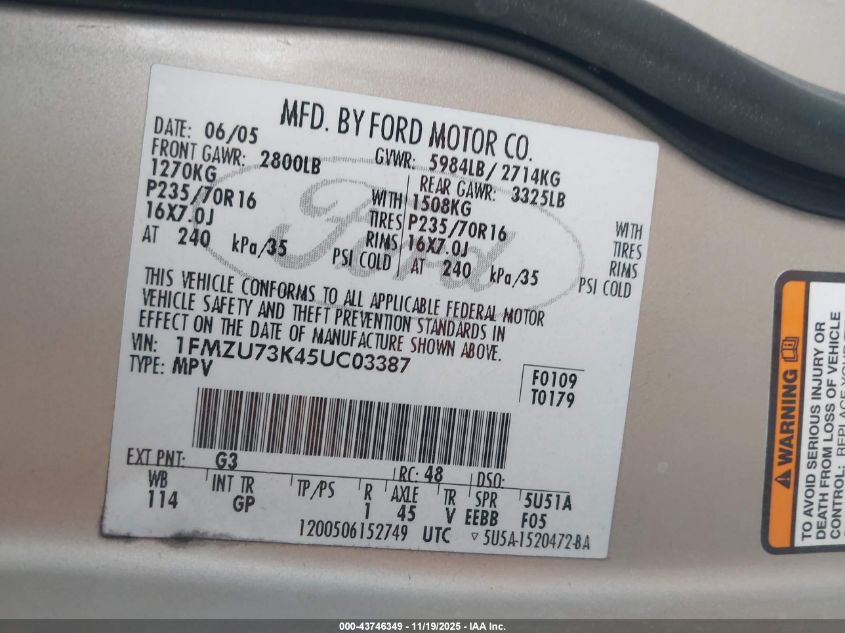 MFD. BY FORD MOTOR CO.
DATE: 06/05 GVWR: 5984LB/ 2714KG
FRONT GAWR: 2800LB REAR GAWR: 3325LB
1270KG WITH 1508KG WITH
P235/70R16 TIRES P235/70R16 TIRES
16X7.0J RIMS 16X7.0J RIMS
AT 240 kPa/35 PSI COLD AT 240 kPa/35 PSI COLD
Ford
THIS VEHICLE CONFORMS TO ALL APPLICABLE FEDERAL MOTOR
VEHICLE SAFETY AND THEFT PREVENTION STANDARDS IN
EFFECT ON THE DATE OF MANUFACTURE SHOWN ABOVE.
VIN: 1FMZU73K45UC03387
TYPE: MPV
F0109
T0179
EXT PNT: G3 RC: 48 DSO:
WB INT TR TP/PS R AXLE TR SPR 5U51A
114 GP 1 45 V EEBB F05
1200506152749 UTC ▽5U5A-1520472-BA
WARNING
TO AVOID SERIOUS INJURY OR
DEATH FROM LOSS OF VEHICLE
CONTROL: REPLACE YOUR
000-43746349 - 11/19/2025 - IAA Inc.